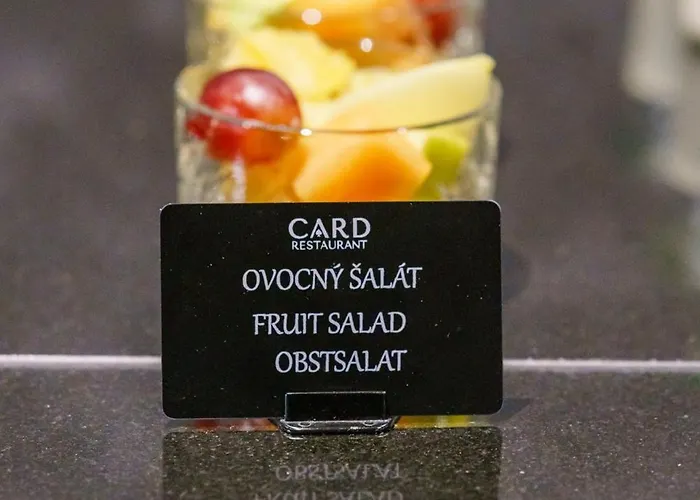 CARD
RESTAURANT
OVOCNÝ ŠALÁT
FRUIT SALAD
OBSTSALAT